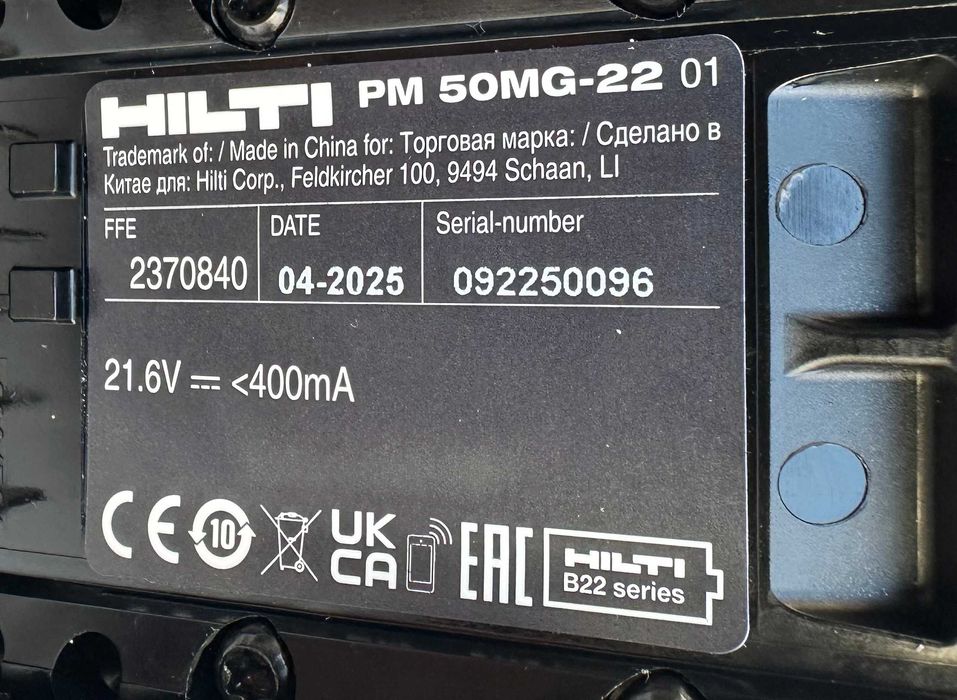 HILTI PM 50MG-22 01
Trademark of: / Made in China for: Торговая марка: / Сделано в
Китае для: Hilti Corp., Feldkircher 100, 9494 Schaan, LI
FFE DATE Serial-number
2370840 04-2025 092250096
21.6V ⎓ <400mA
CE 10 UK EAC HILTI
CA B22 series